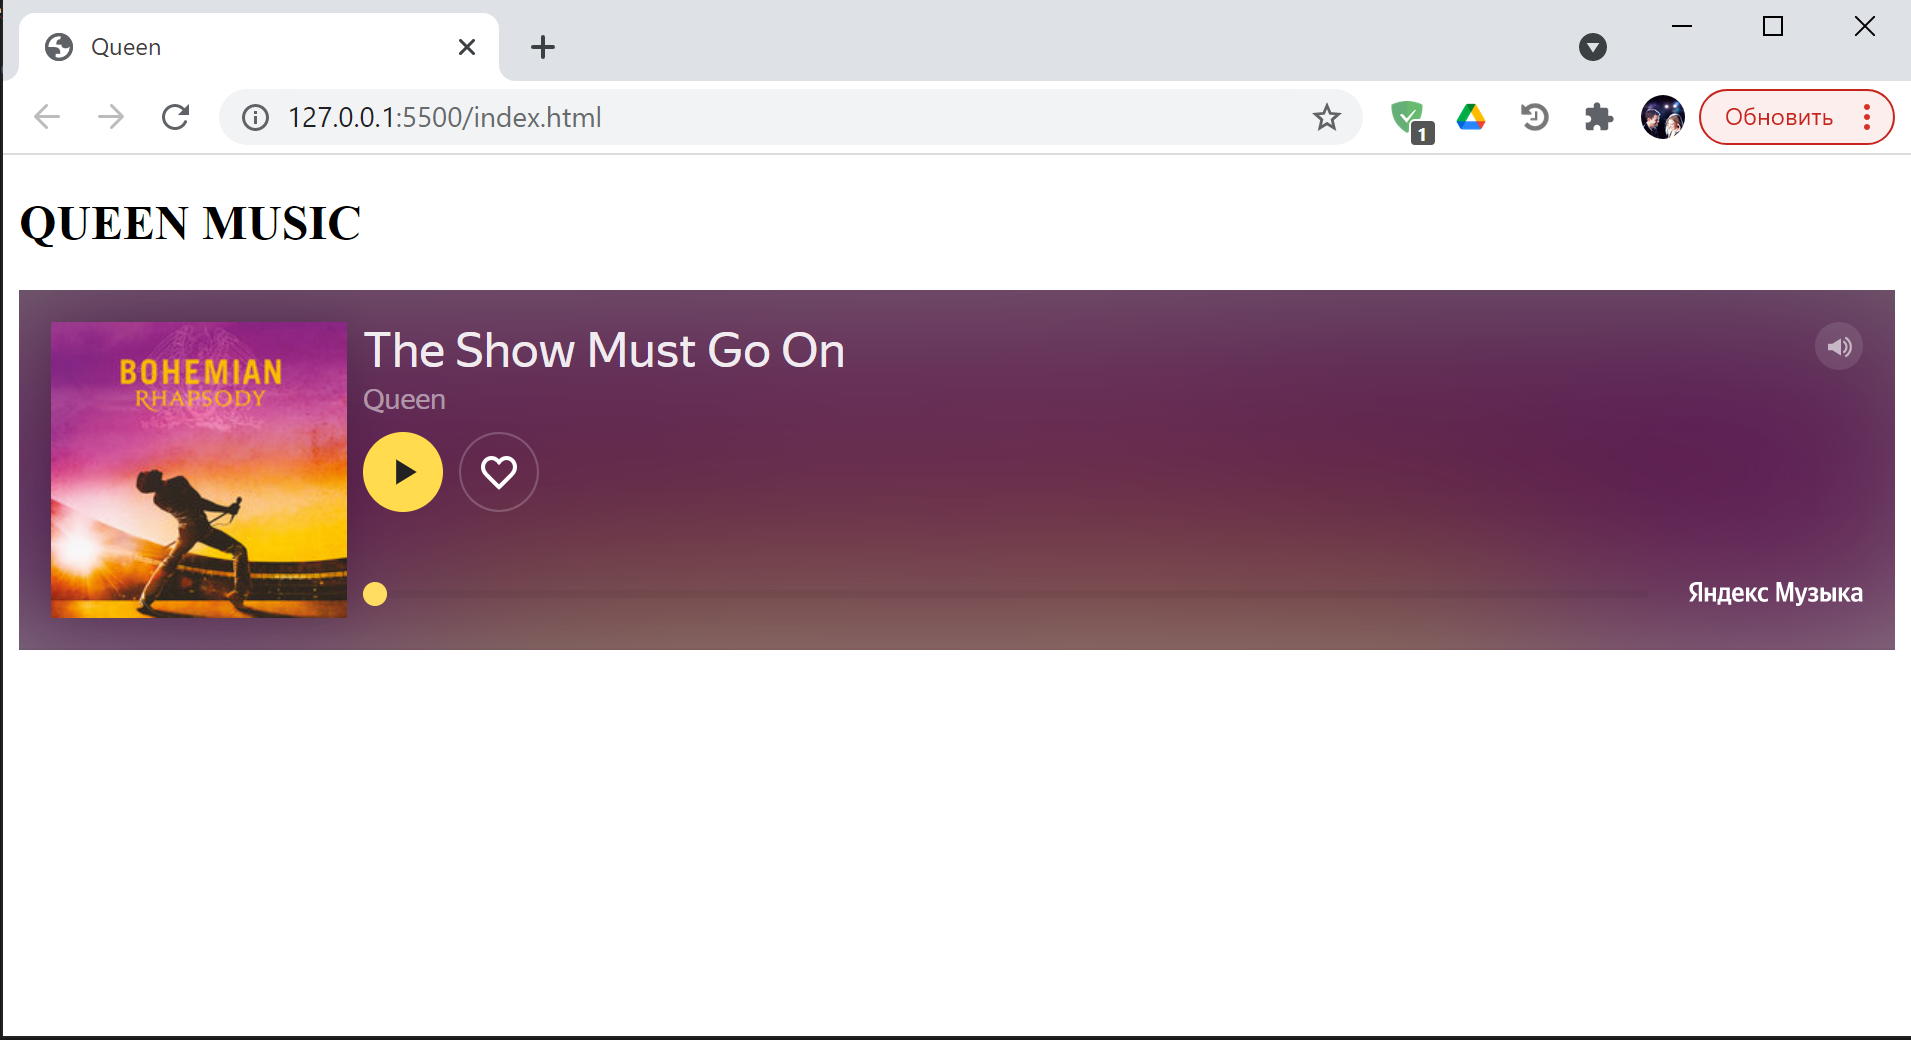 Queen
127.0.0.1:5500/index.html
1
Обновить
QUEEN MUSIC
BOHEMIAN
RHAPSODY
The Show Must Go On
Queen
Яндекс Музыка